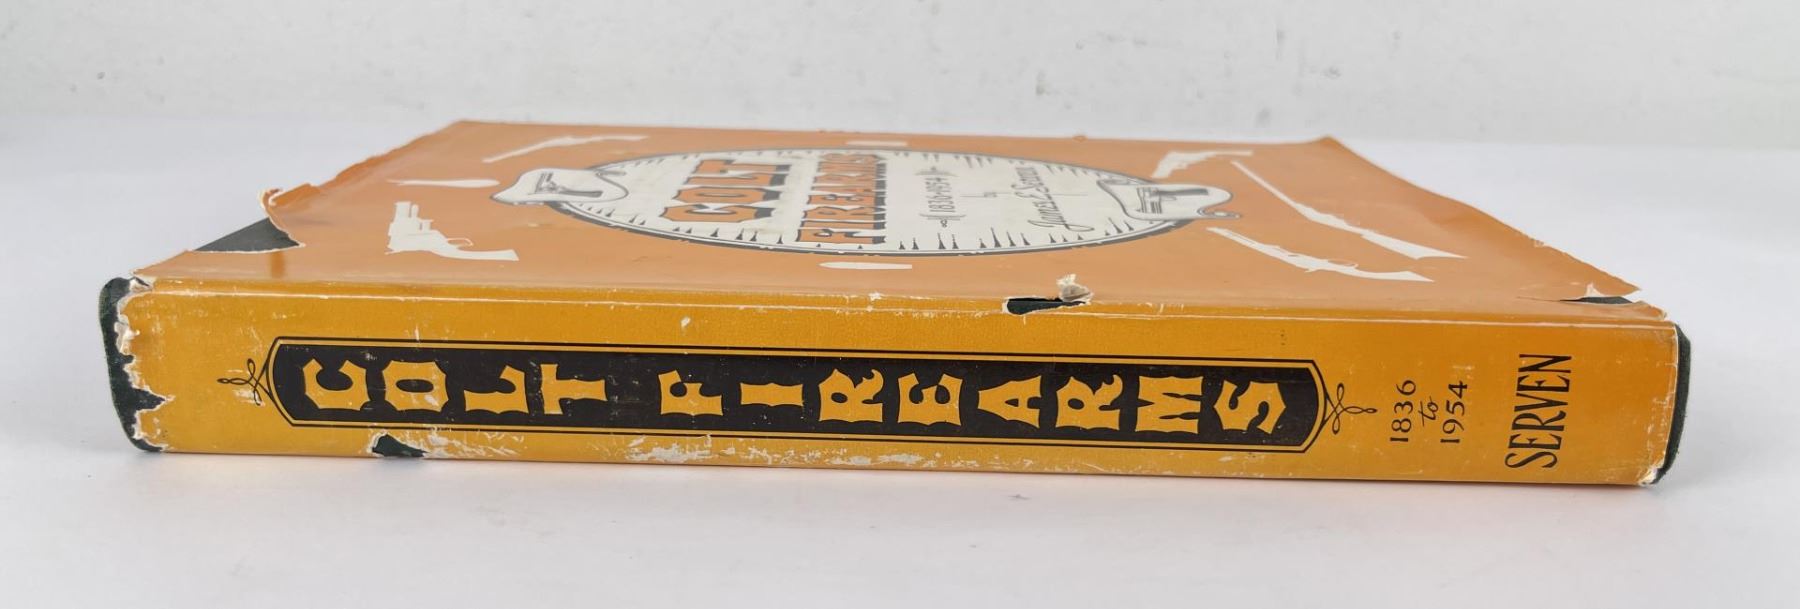 COLT
FIREARMS
1836-1954
by
James E. Serven
COLT FIREARMS
1836
to
1954
SERVEN